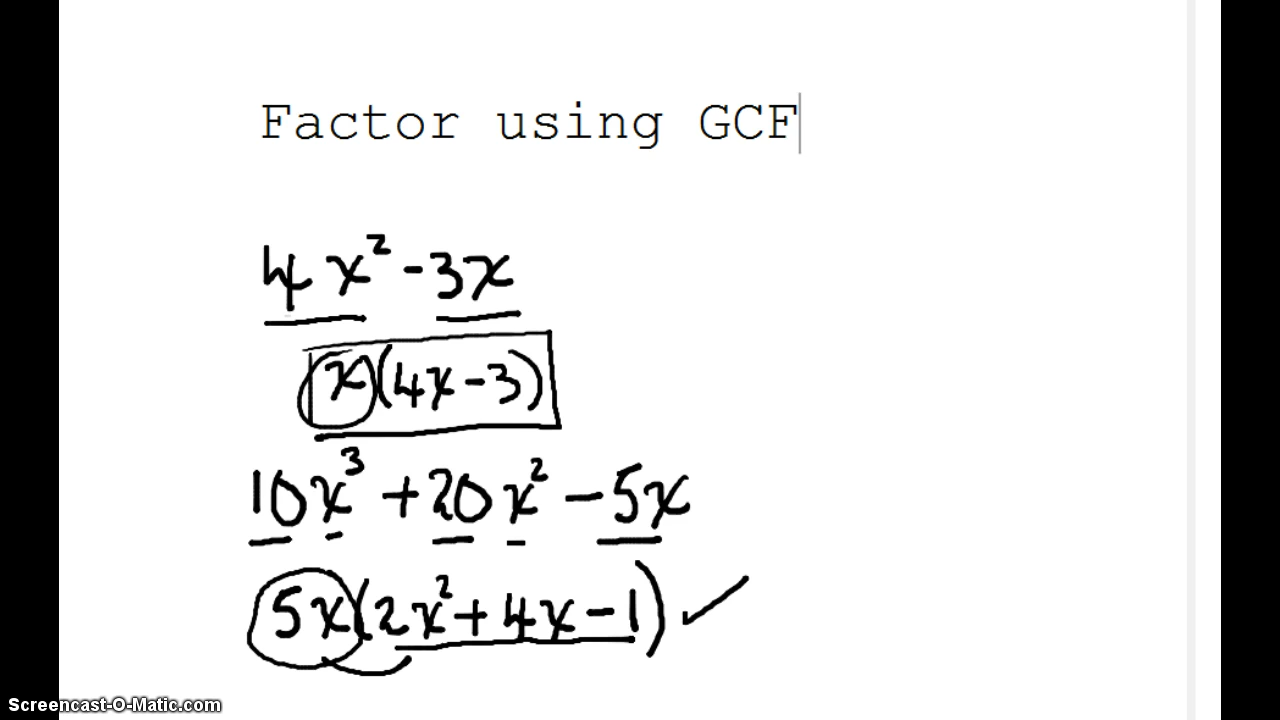 Factor using GCF
4x² - 3x
x(4x - 3)
10x³ + 20x² - 5x
5x(2x² + 4x - 1)
Screencast-O-Matic.com